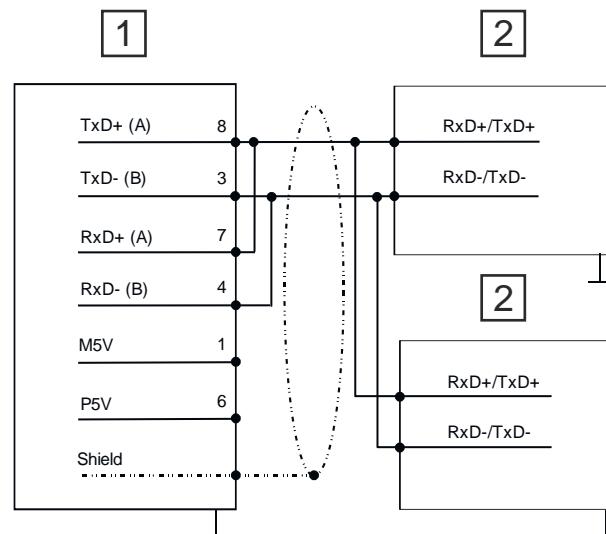 1
2
TxD+ (A) 8
TxD- (B) 3
RxD+ (A) 7
RxD- (B) 4
M5V 1
P5V 6
Shield
RxD+/TxD+
RxD-/TxD-
2
RxD+/TxD+
RxD-/TxD-